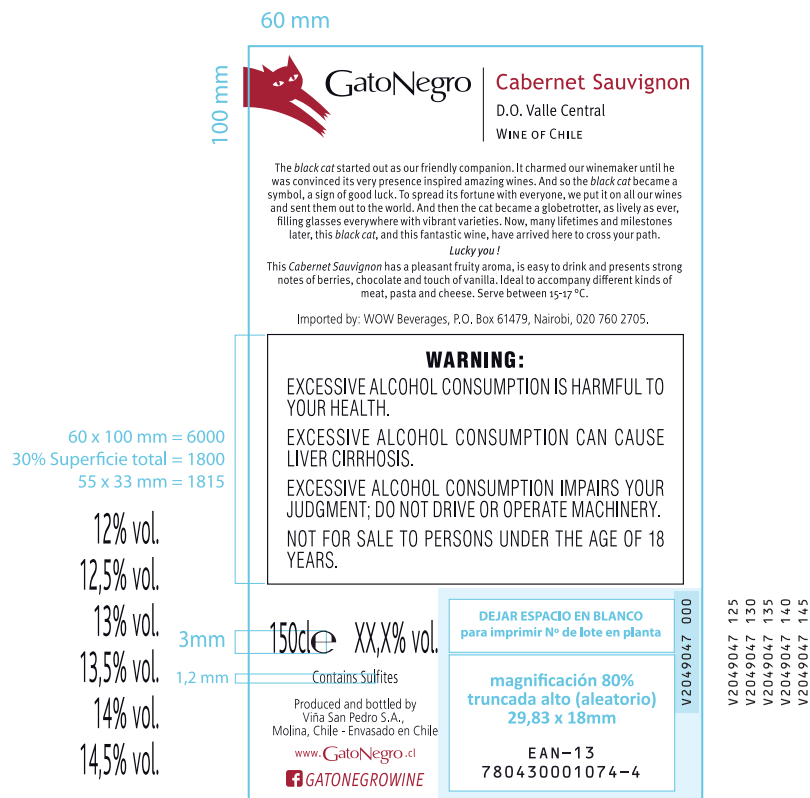 60 mm
100 mm
GatoNegro
Cabernet Sauvignon
D.O. Valle Central
WINE OF CHILE
The black cat started out as our friendly companion. It charmed our winemaker until he
was convinced its very presence inspired amazing wines. And so the black cat became a
symbol, a sign of good luck. To spread its fortune with everyone, we put it on all our wines
and sent them out to the world. And then the cat became a globetrotter, as lively as ever,
filling glasses everywhere with vibrant varieties. Now, many lifetimes and milestones
later, this black cat, and this fantastic wine, have arrived here to cross your path.
Lucky you !
This Cabernet Sauvignon has a pleasant fruity aroma, is easy to drink and presents strong
notes of berries, chocolate and touch of vanilla. Ideal to accompany different kinds of
meat, pasta and cheese. Serve between 15-17 °C.
Imported by: WOW Beverages, P.O. Box 61479, Nairobi, 020 760 2705.
WARNING:
EXCESSIVE ALCOHOL CONSUMPTION IS HARMFUL TO
YOUR HEALTH.
EXCESSIVE ALCOHOL CONSUMPTION CAN CAUSE
LIVER CIRRHOSIS.
EXCESSIVE ALCOHOL CONSUMPTION IMPAIRS YOUR
JUDGMENT; DO NOT DRIVE OR OPERATE MACHINERY.
NOT FOR SALE TO PERSONS UNDER THE AGE OF 18
YEARS.
60 x 100 mm = 6000
30% Superficie total = 1800
55 x 33 mm = 1815
12% vol.
12,5% vol.
13% vol.
13,5% vol.
14% vol.
14,5% vol.
3mm
1,2 mm
150cl℮ XX,X% vol.
Contains Sulfites
Produced and bottled by
Viña San Pedro S.A.,
Molina, Chile - Envasado en Chile
www.GatoNegro.cl
GATONEGROWINE
DEJAR ESPACIO EN BLANCO
para imprimir Nº de lote en planta
magnificación 80%
truncada alto (aleatorio)
29,83 x 18mm
EAN-13
780430001074-4
V2049047 000
V2049047 125
V2049047 130
V2049047 135
V2049047 140
V2049047 145